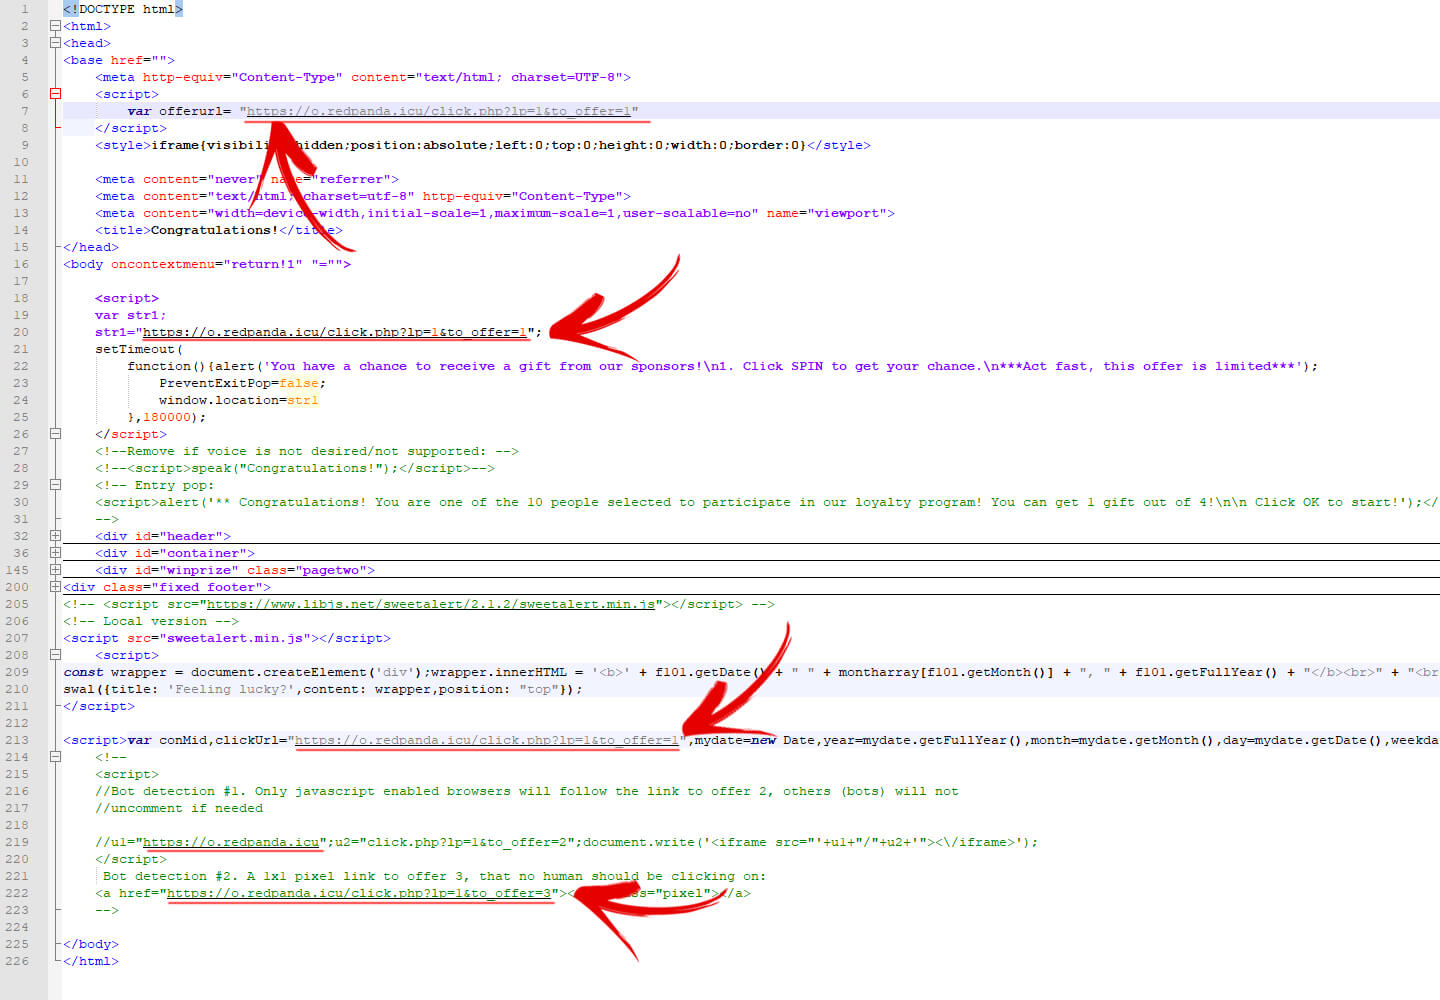 1 <!DOCTYPE html>
2 <html>
3 <head>
4 <base href="">
5 <meta http-equiv="Content-Type" content="text/html; charset=UTF-8">
6 <script>
7 var offerurl= "https://o.redpanda.icu/click.php?lp=1&to_offer=1"
8 </script>
9 <style>iframe{visibili hidden;position:absolute;left:0;top:0;height:0;width:0;border:0}</style>
10
11 <meta content="never" na e="referrer">
12 <meta content="text/html; charset=utf-8" http-equiv="Content-Type">
13 <meta content="width=device-width,initial-scale=1,maximum-scale=1,user-scalable=no" name="viewport">
14 <title>Congratulations!</title>
15 </head>
16 <body oncontextmenu="return!1" "="">
17
18 <script>
19 var str1;
20 str1="https://o.redpanda.icu/click.php?lp=1&to_offer=1";
21 setTimeout(
22 function(){alert('You have a chance to receive a gift from our sponsors!\n1. Click SPIN to get your chance.\n***Act fast, this offer is limited***');
23 PreventExitPop=false;
24 window.location=str1
25 },180000);
26 </script>
27 <!--Remove if voice is not desired/not supported: -->
28 <!--<script>speak("Congratulations!");</script>-->
29 <!-- Entry pop:
30 <script>alert('** Congratulations! You are one of the 10 people selected to participate in our loyalty program! You can get 1 gift out of 4!\n\n Click OK to start!');</
31 -->
32 <div id="header">
36 <div id="container">
145 <div id="winprize" class="pagetwo">
200 <div class="fixed footer">
205 <!-- <script src="https://www.libjs.net/sweetalert/2.1.2/sweetalert.min.js"></script> -->
206 <!-- Local version -->
207 <script src="sweetalert.min.js"></script>
208 <script>
209 const wrapper = document.createElement('div');wrapper.innerHTML = '<b>' + f101.getDate() + " " + montharray[f101.getMonth()] + ", " + f101.getFullYear() + "</b><br>" + "<br
210 swal({title: 'Feeling lucky?',content: wrapper,position: "top"});
211 </script>
212
213 <script>var conMid,clickUrl="https://o.redpanda.icu/click.php?lp=1&to_offer=1",mydate=new Date,year=mydate.getFullYear(),month=mydate.getMonth(),day=mydate.getDate(),weekda
214 <!--
215 <script>
216 //Bot detection #1. Only javascript enabled browsers will follow the link to offer 2, others (bots) will not
217 //uncomment if needed
218
219 //u1="https://o.redpanda.icu";u2="click.php?lp=1&to_offer=2";document.write('<iframe src="'+u1+"/"+u2+'"><\/iframe>');
220 </script>
221 Bot detection #2. A 1x1 pixel link to offer 3, that no human should be clicking on:
222 <a href="https://o.redpanda.icu/click.php?lp=1&to_offer=3">< ss="pixel"></a>
223 -->
224
225 </body>
226 </html>